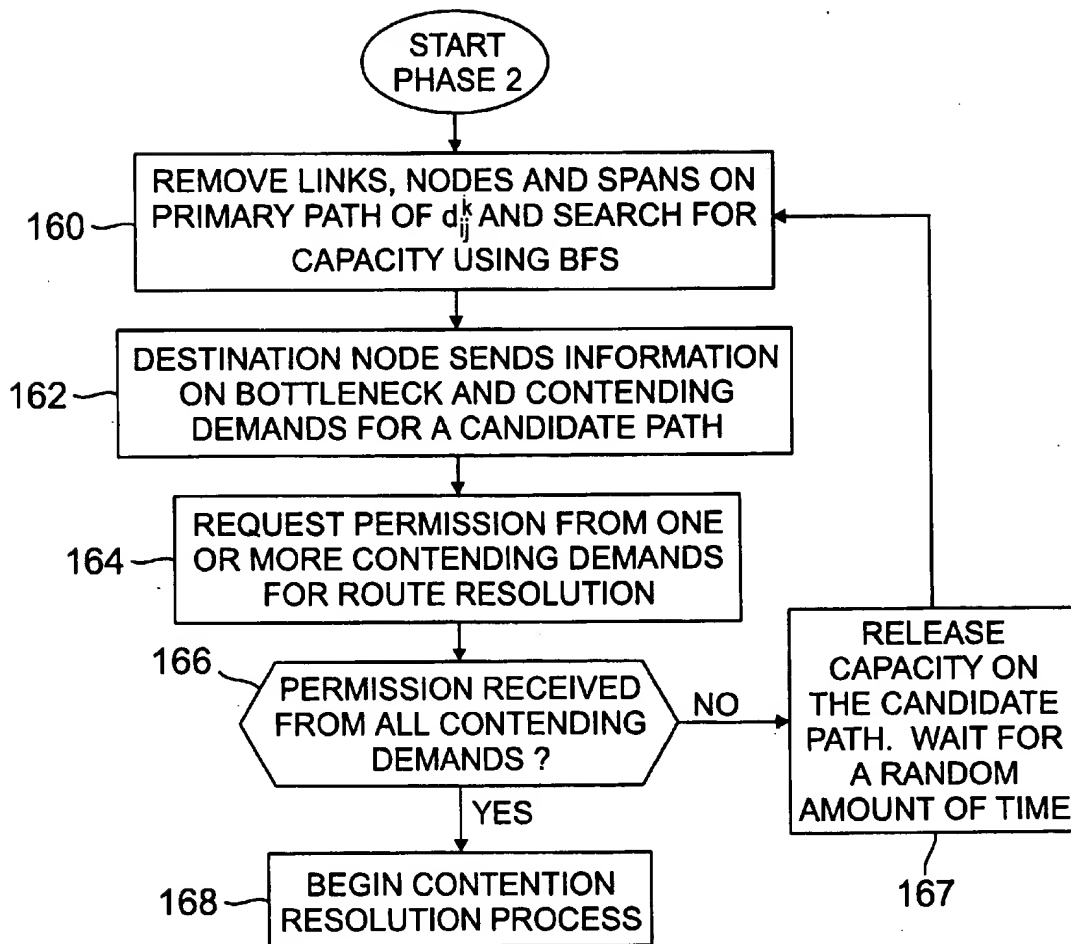 START
PHASE 2
REMOVE LINKS, NODES AND SPANS ON
PRIMARY PATH OF d_{ij}^{k} AND SEARCH FOR
CAPACITY USING BFS
160
DESTINATION NODE SENDS INFORMATION
ON BOTTLENECK AND CONTENDING
DEMANDS FOR A CANDIDATE PATH
162
REQUEST PERMISSION FROM ONE
OR MORE CONTENDING DEMANDS
FOR ROUTE RESOLUTION
164
166
PERMISSION RECEIVED
FROM ALL CONTENDING
DEMANDS ?
NO
RELEASE
CAPACITY ON
THE CANDIDATE
PATH. WAIT FOR
A RANDOM
AMOUNT OF TIME
167
YES
BEGIN CONTENTION
RESOLUTION PROCESS
168